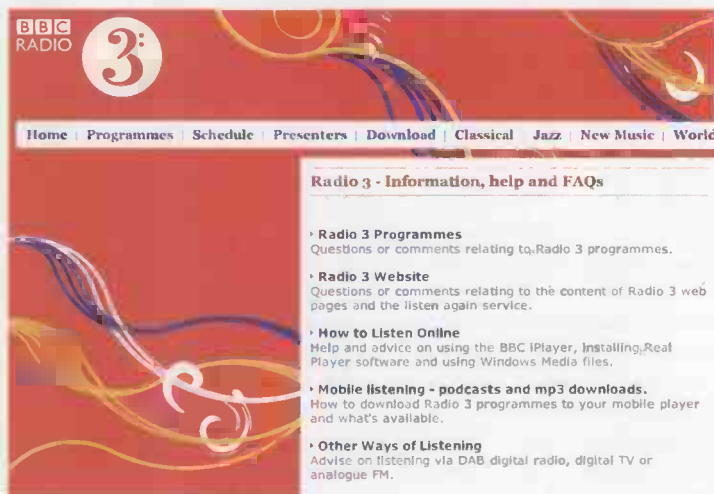 BBC
RADIO
3
Home | Programmes | Schedule | Presenters | Download | Classical Jazz | New Music | World
Radio 3 - Information, help and FAQs
Radio 3 Programmes
Questions or comments relating to Radio 3 programmes.
Radio 3 Website
Questions or comments relating to the content of Radio 3 web
pages and the listen again service.
How to Listen Online
Help and advice on using the BBC iPlayer, installing Real
Player software and using Windows Media files.
Mobile listening - podcasts and mp3 downloads.
How to download Radio 3 programmes to your mobile player
and what's available.
Other Ways of Listening
Advise on listening via DAB digital radio, digital TV or
analogue FM.